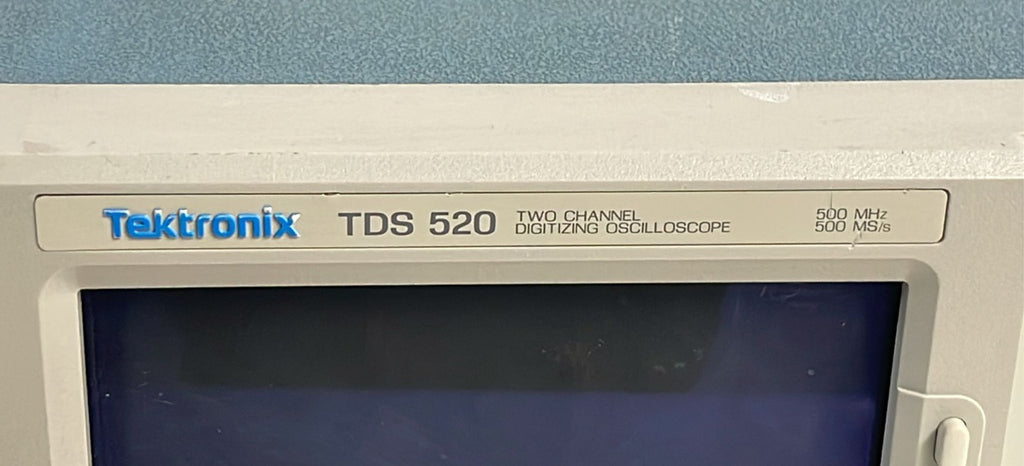 Tektronix TDS 520 TWO CHANNEL 500 MHz
DIGITIZING OSCILLOSCOPE 500 MS/s